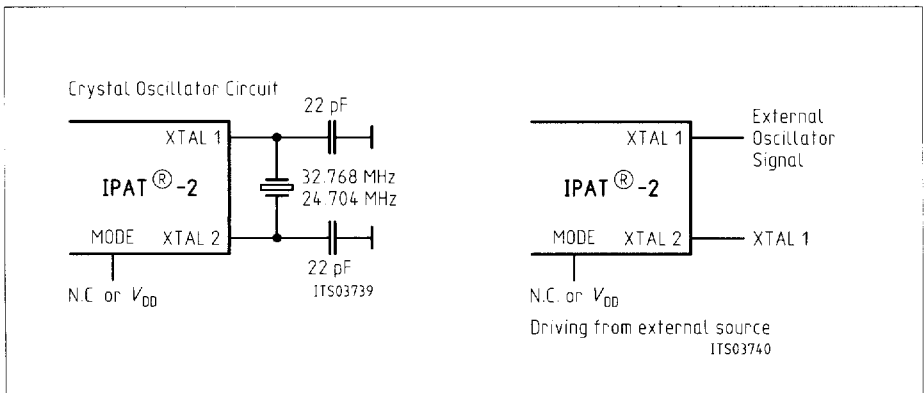 Crystal Oscillator Circuit
22 pF
XTAL 1
IPAT®-2
32.768 MHz
24.704 MHz
MODE XTAL 2
22 pF
ITS03739
N.C. or VDD
External
Oscillator
Signal
XTAL 1
IPAT®-2
MODE XTAL 2
XTAL 1
N.C. or VDD
Driving from external source
ITS03740